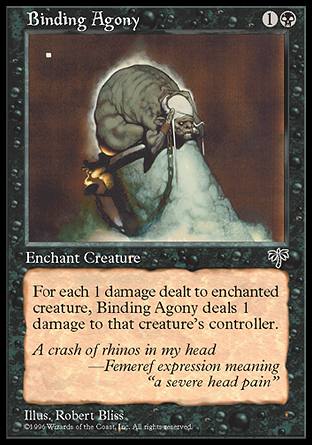 Binding Agony 1
Enchant Creature
For each 1 damage dealt to enchanted
creature, Binding Agony deals 1
damage to that creature's controller.
A crash of rhinos in my head
—Femeref expression meaning
"a severe head pain"
Illus. Robert Bliss
©1996 Wizards of the Coast, Inc. All rights reserved.